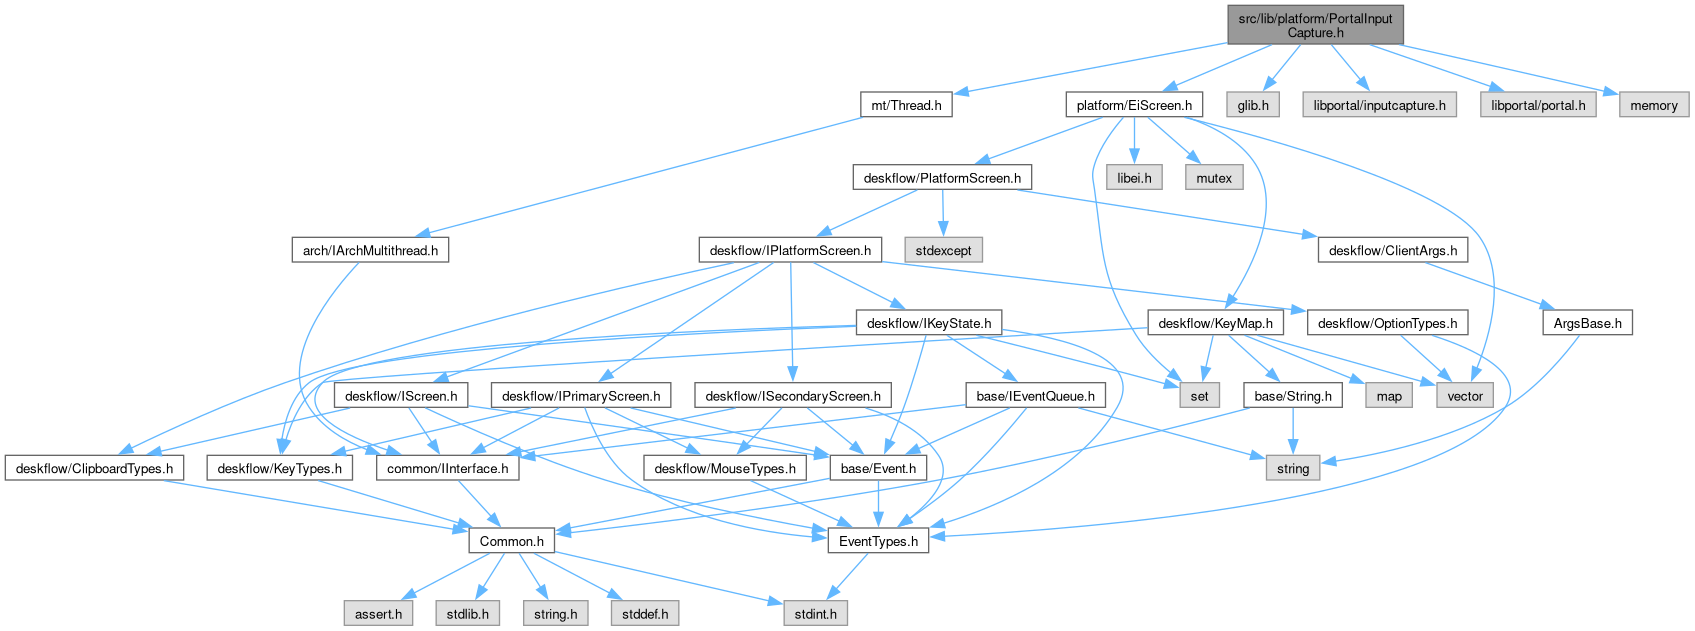 src/lib/platform/PortalInput
Capture.h
mt/Thread.h
platform/EiScreen.h
glib.h
libportal/inputcapture.h
libportal/portal.h
memory
deskflow/PlatformScreen.h
libei.h
mutex
arch/IArchMultithread.h
deskflow/IPlatformScreen.h
stdexcept
deskflow/ClientArgs.h
deskflow/IKeyState.h
deskflow/KeyMap.h
deskflow/OptionTypes.h
ArgsBase.h
deskflow/IScreen.h
deskflow/IPrimaryScreen.h
deskflow/ISecondaryScreen.h
base/IEventQueue.h
set
base/String.h
map
vector
deskflow/ClipboardTypes.h
deskflow/KeyTypes.h
common/IInterface.h
deskflow/MouseTypes.h
base/Event.h
string
Common.h
EventTypes.h
assert.h
stdlib.h
string.h
stddef.h
stdint.h